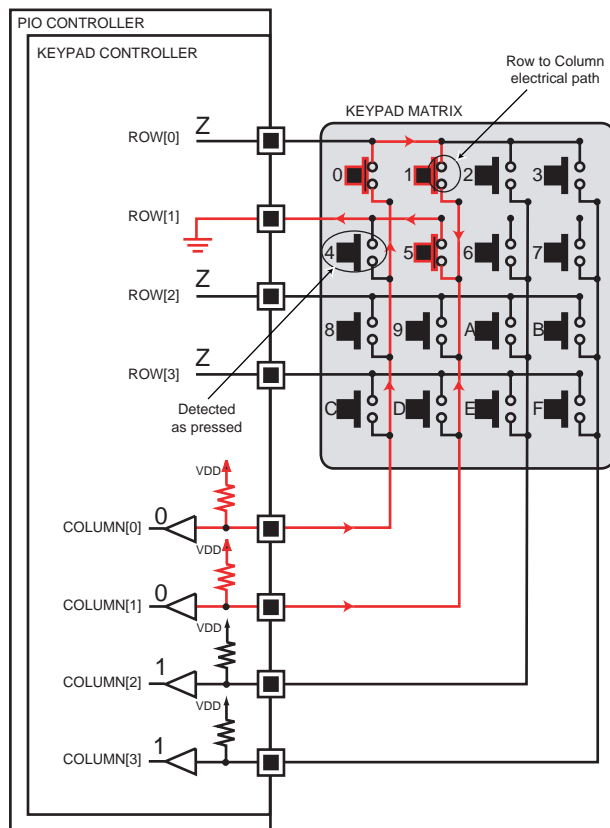 PIO CONTROLLER
KEYPAD CONTROLLER
Row to Column
electrical path
KEYPAD MATRIX
ROW[0]
Z
0
1
2
3
ROW[1]
4
5
6
7
ROW[2]
Z
8
9
A
B
ROW[3]
Z
C
D
E
F
Detected
as pressed
VDD
COLUMN[0]
0
VDD
COLUMN[1]
0
VDD
COLUMN[2]
1
VDD
COLUMN[3]
1